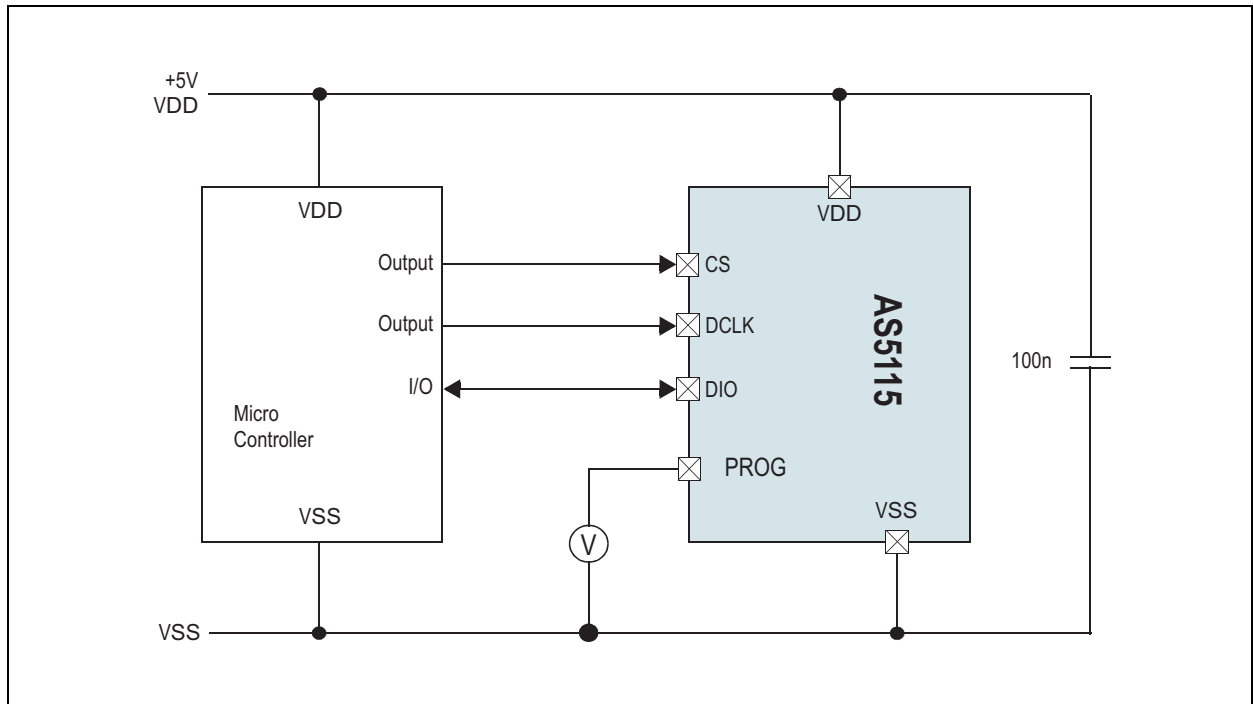 +5V
VDD
VDD
VDD
Output
CS
Output
DCLK
I/O
DIO
AS5115
100n
Micro
Controller
PROG
VSS
VSS
V
VSS